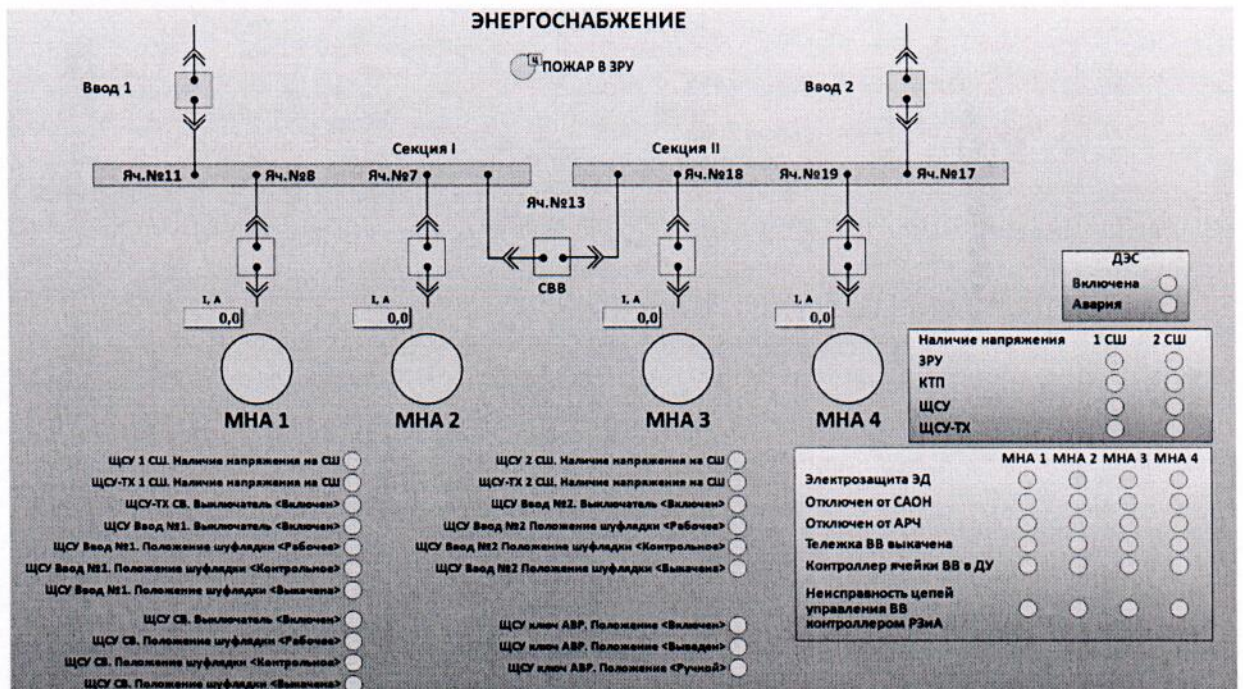 ЭНЕРГОСНАБЖЕНИЕ
Ч
ПОЖАР В ЗРУ
Ввод 1
Ввод 2
Секция I
Секция II
Яч.№11
Яч.№8
Яч.№7
Яч.№18
Яч.№19
Яч.№17
Яч.№13
СВВ
I, А
I, А
I, А
I, А
0,0
0,0
0,0
0,0
МНА 1
МНА 2
МНА 3
МНА 4
ДЭС
Включена
Авария
Наличие напряжения 1 СШ 2 СШ
ЗРУ
КТП
ЩСУ
ЩСУ-ТХ
ЩСУ 1 СШ. Наличие напряжения на СШ
ЩСУ-ТХ 1 СШ. Наличие напряжения на СШ
ЩСУ-ТХ СВ. Выключатель <Включен>
ЩСУ Ввод №1. Выключатель <Включен>
ЩСУ Ввод №1. Положение шуфлядки <Рабочее>
ЩСУ Ввод №1. Положение шуфлядки <Контрольное>
ЩСУ Ввод №1. Положение шуфлядки <Выкачена>
ЩСУ СВ. Выключатель <Включен>
ЩСУ СВ. Положение шуфлядки <Рабочее>
ЩСУ СВ. Положение шуфлядки <Контрольное>
ЩСУ СВ. Положение шуфлядки <Выкачена>
ЩСУ 2 СШ. Наличие напряжения на СШ
ЩСУ-ТХ 2 СШ. Наличие напряжения на СШ
ЩСУ Ввод №2. Выключатель <Включен>
ЩСУ Ввод №2 Положение шуфлядки <Рабочее>
ЩСУ Ввод №2 Положение шуфлядки <Контрольное>
ЩСУ Ввод №2 Положение шуфлядки <Выкачена>
ЩСУ ключ АВР. Положение <Включен>
ЩСУ ключ АВР. Положение <Выведен>
ЩСУ ключ АВР. Положение <Ручной>
МНА 1 МНА 2 МНА 3 МНА 4
Электрозащита ЭД
Отключен от САОН
Отключен от АРЧ
Тележка ВВ выкачена
Контроллер ячейки ВВ в ДУ
Неисправность цепей
управления ВВ
контроллером РЗиА